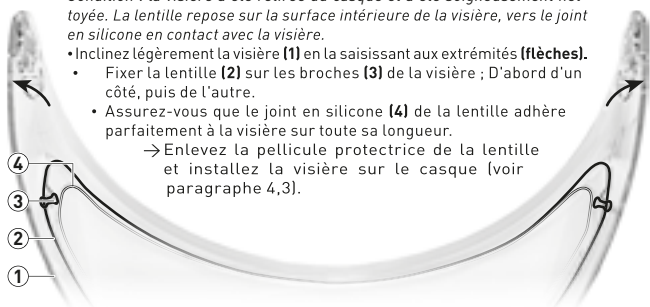 toyée. La lentille repose sur la surface intérieure de la visière, vers le joint
en silicone en contact avec la visière.
• Inclinez légèrement la visière (1) en la saisissant aux extrémités (flèches).
• Fixer la lentille (2) sur les broches (3) de la visière ; D'abord d'un
côté, puis de l'autre.
• Assurez-vous que le joint en silicone (4) de la lentille adhère
parfaitement à la visière sur toute sa longueur.
→ Enlevez la pellicule protectrice de la lentille
et installez la visière sur le casque (voir
paragraphe 4,3).
4
3
2
1